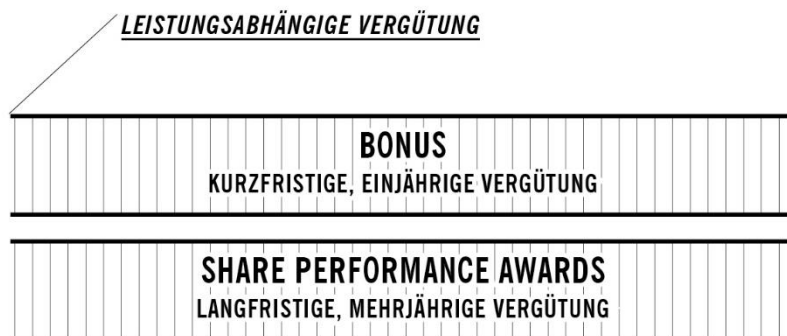 LEISTUNGSABHÄNGIGE VERGÜTUNG
BONUS
KURZFRISTIGE, EINJÄHRIGE VERGÜTUNG
SHARE PERFORMANCE AWARDS
LANGFRISTIGE, MEHRJÄHRIGE VERGÜTUNG